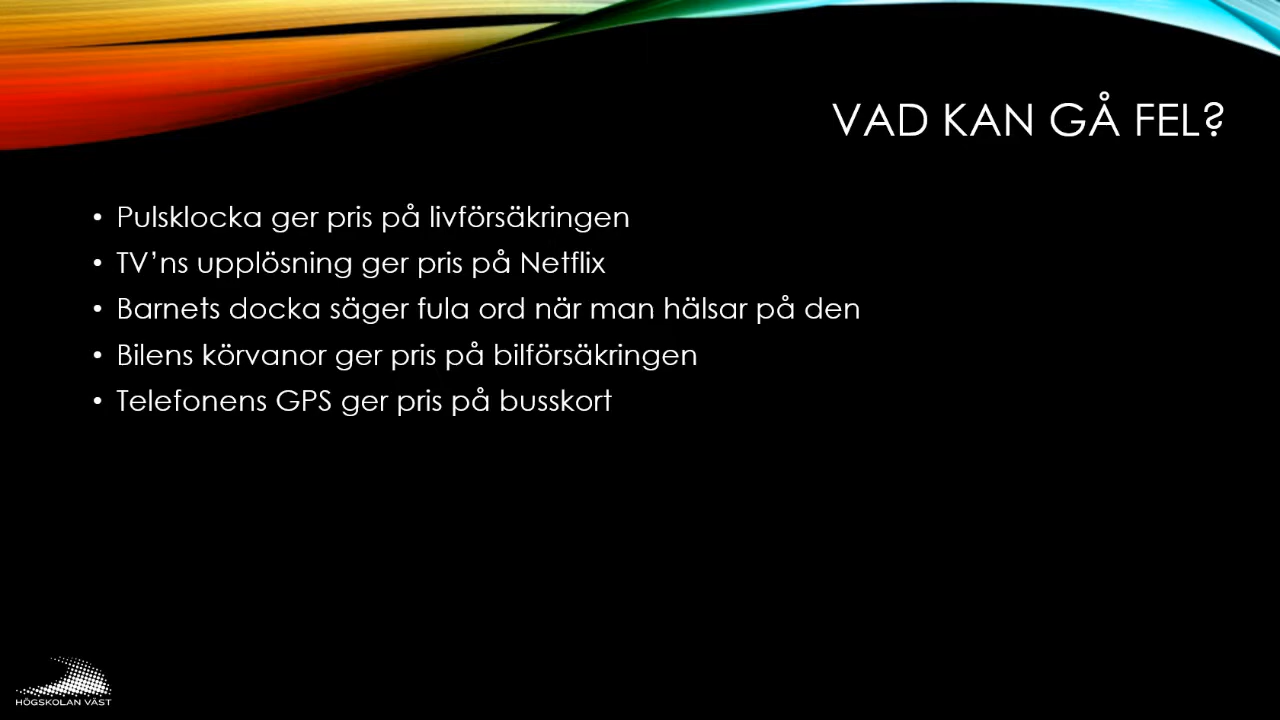 VAD KAN GÅ FEL?
• Pulsklocka ger pris på livförsäkringen
• TV’ns upplösning ger pris på Netflix
• Barnets docka säger fula ord när man hälsar på den
• Bilens körvanor ger pris på bilförsäkringen
• Telefonens GPS ger pris på busskort
HÖGSKOLAN VÄST